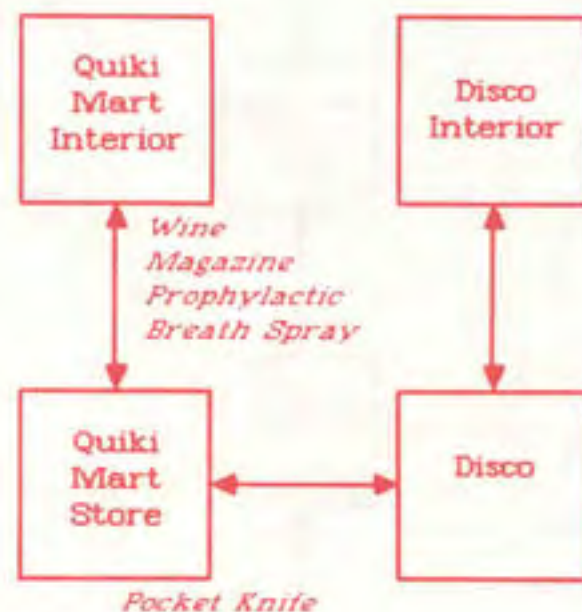 Quiki
Mart
Interior
Disco
Interior
Wine
Magazine
Prophylactic
Breath Spray
Quiki
Mart
Store
Disco
Pocket Knife